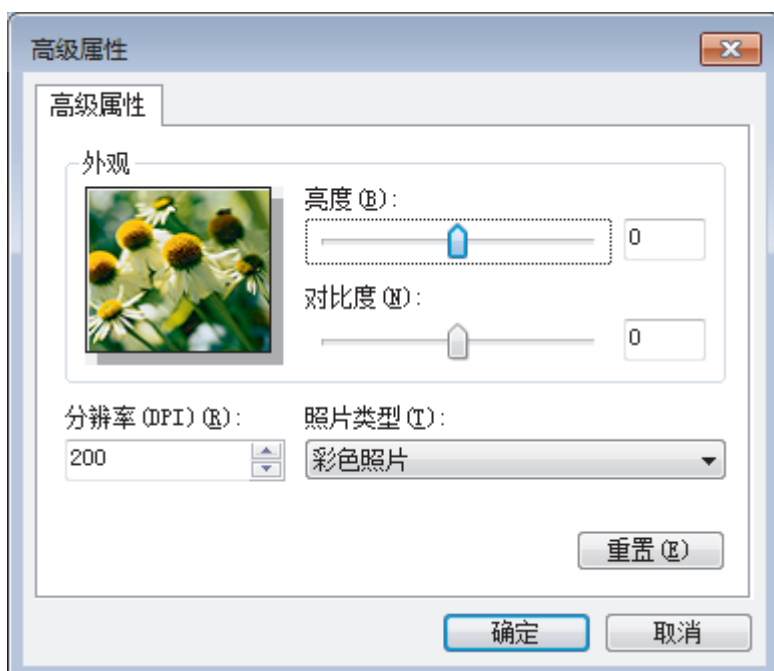 高级属性
高级属性
外观
亮度(B):
0
对比度(N):
0
分辨率(DPI)(R):
照片类型(T):
200
彩色照片
重置(E)
确定
取消